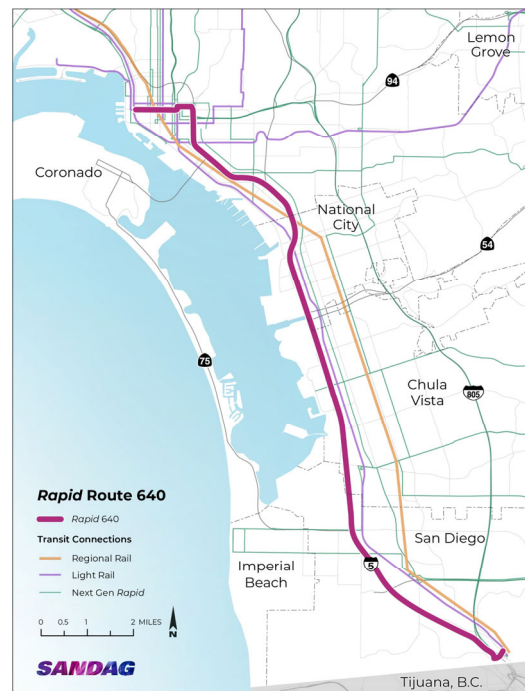 Lemon
Grove
94
Coronado
National
City
54
75
Chula
Vista
805
Rapid Route 640
Rapid 640
Transit Connections
Regional Rail
Light Rail
Next Gen Rapid
0 0.5 1 2 MILES
N
San Diego
Imperial
Beach
5
SANDAG
Tijuana, B.C.